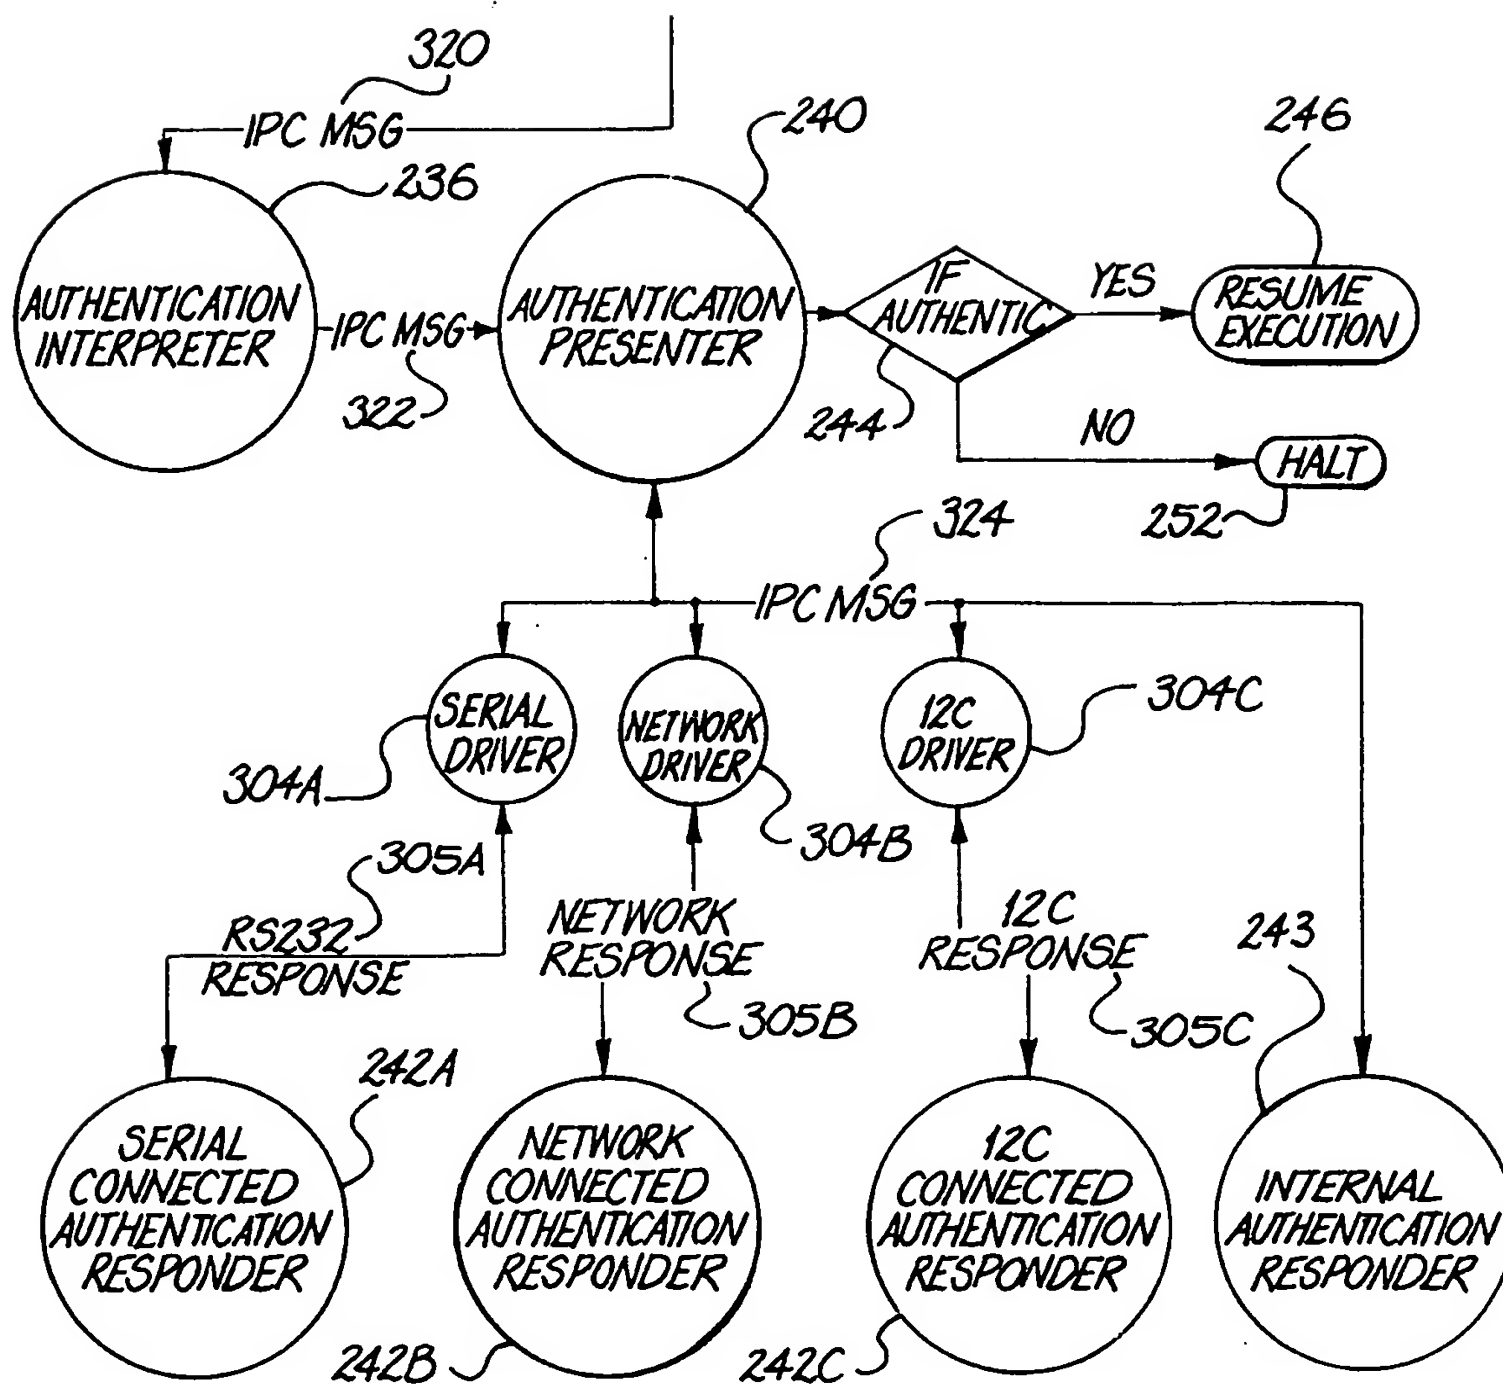 320
IPC MSG
240
246
236
AUTHENTICATION
INTERPRETER
IPC MSG
322
AUTHENTICATION
PRESENTER
IF
AUTHENTIC
YES
RESUME
EXECUTION
244
NO
HALT
252
324
IPC MSG
SERIAL
DRIVER
304A
NETWORK
DRIVER
304B
12C
DRIVER
304C
305A
RS232
RESPONSE
NETWORK
RESPONSE
305B
12C
RESPONSE
305C
243
242A
SERIAL
CONNECTED
AUTHENTICATION
RESPONDER
NETWORK
CONNECTED
AUTHENTICATION
RESPONDER
242B
12C
CONNECTED
AUTHENTICATION
RESPONDER
242C
INTERNAL
AUTHENTICATION
RESPONDER